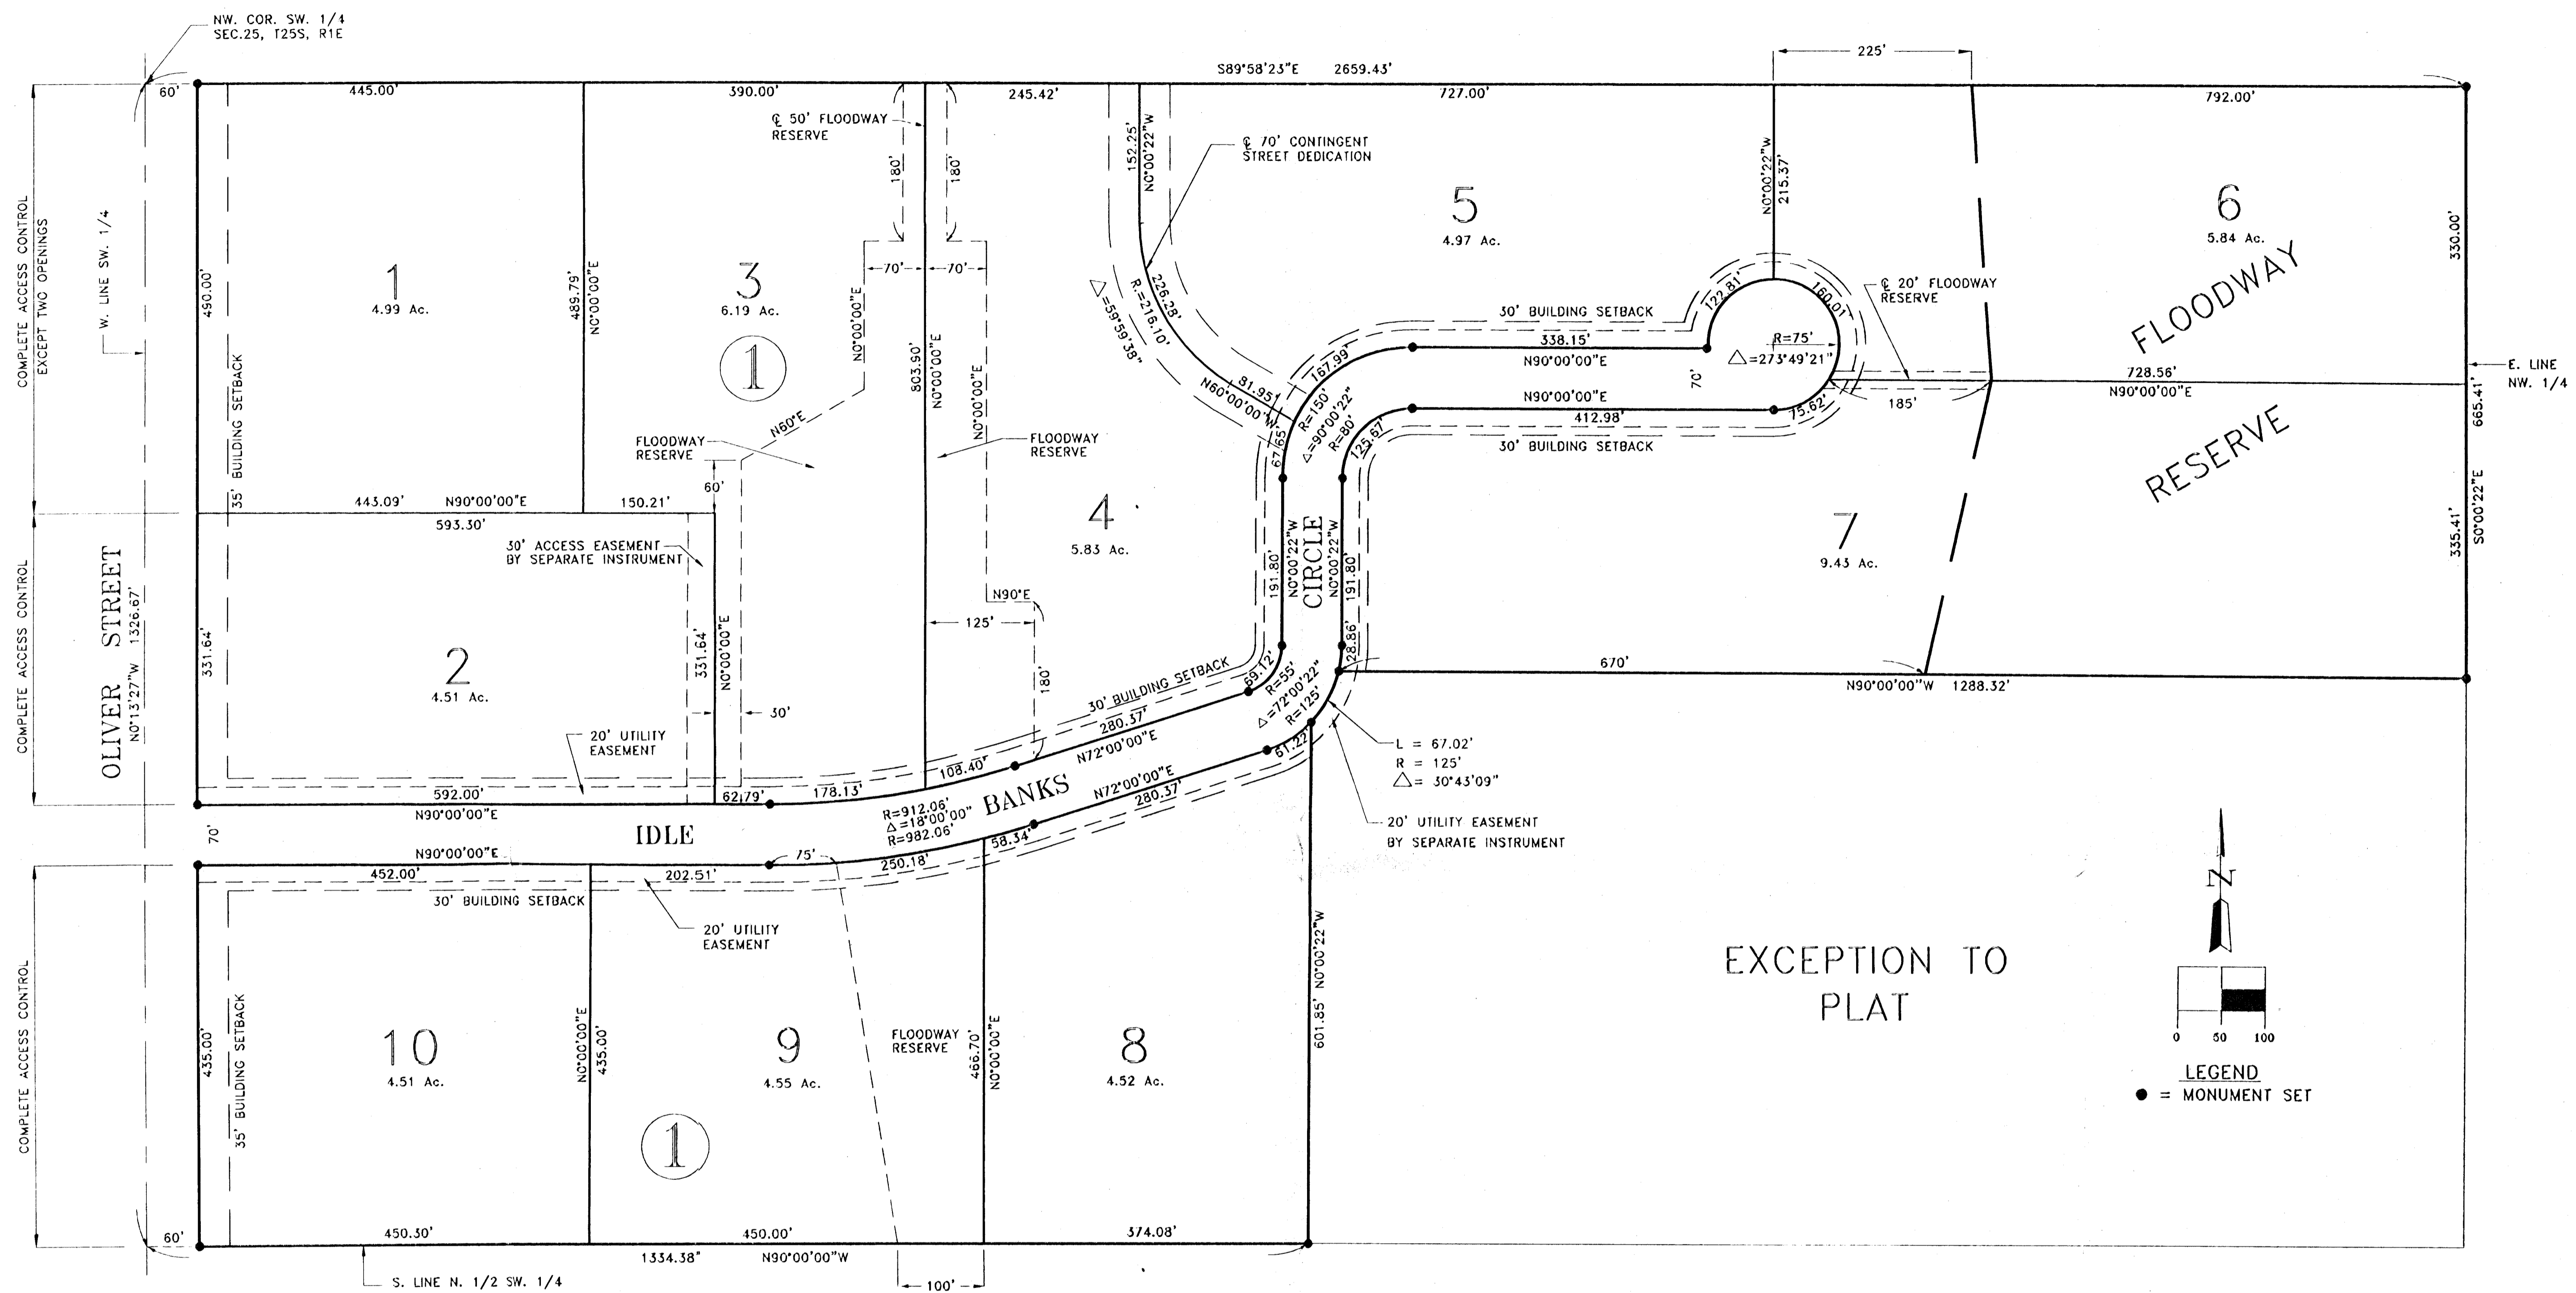 NW. COR. SW. 1/4
SEC.25, T25S, R1E
225'
S89°58'23"E 2659.43'
60'
445.00'
390.00'
245.42'
727.00'
792.00'
℄ 50' FLOODWAY
RESERVE
180'
180'
152.25'
N0°00'22"W
℄ 70' CONTINGENT
STREET DEDICATION
N0°00'22"W
215.37'
COMPLETE ACCESS CONTROL
EXCEPT TWO OPENINGS
W. LINE SW. 1/4
490.00'
35' BUILDING SETBACK
1
4.99 Ac.
489.79'
N0°00'00"E
3
6.19 Ac.
1
N0°00'00"E
70'
70'
803.90'
N0°00'00"E
N0°00'00"E
△=59°59'38"
R.=216.10'
226.28'
5
4.97 Ac.
6
5.84 Ac.
FLOODWAY
RESERVE
330.00'
℄ 20' FLOODWAY
RESERVE
30' BUILDING SETBACK
122.81'
160.01'
R=75'
△=273°49'21"
338.15'
N90°00'00"E
70'
167.99'
81.95'
N60°00'00"W
R=150'
△=90°00'22"
R=80'
67.65'
125.67'
N90°00'00"E
412.98'
75.62'
185'
728.56'
N90°00'00"E
E. LINE
NW. 1/4
665.41'
S0°00'22"E
335.41'
30' BUILDING SETBACK
N60°E
FLOODWAY
RESERVE
FLOODWAY
RESERVE
60'
443.09' N90°00'00"E
150.21'
593.30'
30' ACCESS EASEMENT
BY SEPARATE INSTRUMENT
4
5.83 Ac.
7
9.43 Ac.
COMPLETE ACCESS CONTROL
OLIVER STREET
N0°13'27"W 1326.67'
331.64'
2
4.51 Ac.
331.64'
N0°00'00"E
30'
N90°E
125'
180'
191.80'
N0°00'22"W
CIRCLE
N0°00'22"W
191.80'
28.86'
670'
N90°00'00"W 1288.32'
20' UTILITY
EASEMENT
30' BUILDING SETBACK
69.12'
R=55'
△=72°00'22"
R=125'
280.37'
N72°00'00"E
108.40'
592.00'
N90°00'00"E
62.79'
178.13'
R=912.06'
△=18°00'00"
R=982.06'
IDLE
BANKS
N72°00'00"E
280.37'
61.22'
L = 67.02'
R = 125'
△= 30°43'09"
20' UTILITY EASEMENT
BY SEPARATE INSTRUMENT
70'
N90°00'00"E
75'
58.34'
250.18'
452.00'
202.51'
30' BUILDING SETBACK
20' UTILITY
EASEMENT
COMPLETE ACCESS CONTROL
435.00'
35' BUILDING SETBACK
10
4.51 Ac.
N0°00'00"E
435.00'
9
4.55 Ac.
1
FLOODWAY
RESERVE
466.70'
N0°00'00"E
8
4.52 Ac.
601.85' N0°00'22"W
EXCEPTION TO
PLAT
N
0 50 100
LEGEND
● = MONUMENT SET
60'
450.30'
450.00'
374.08'
1334.38" N90°00'00"W
S. LINE N. 1/2 SW. 1/4
100'